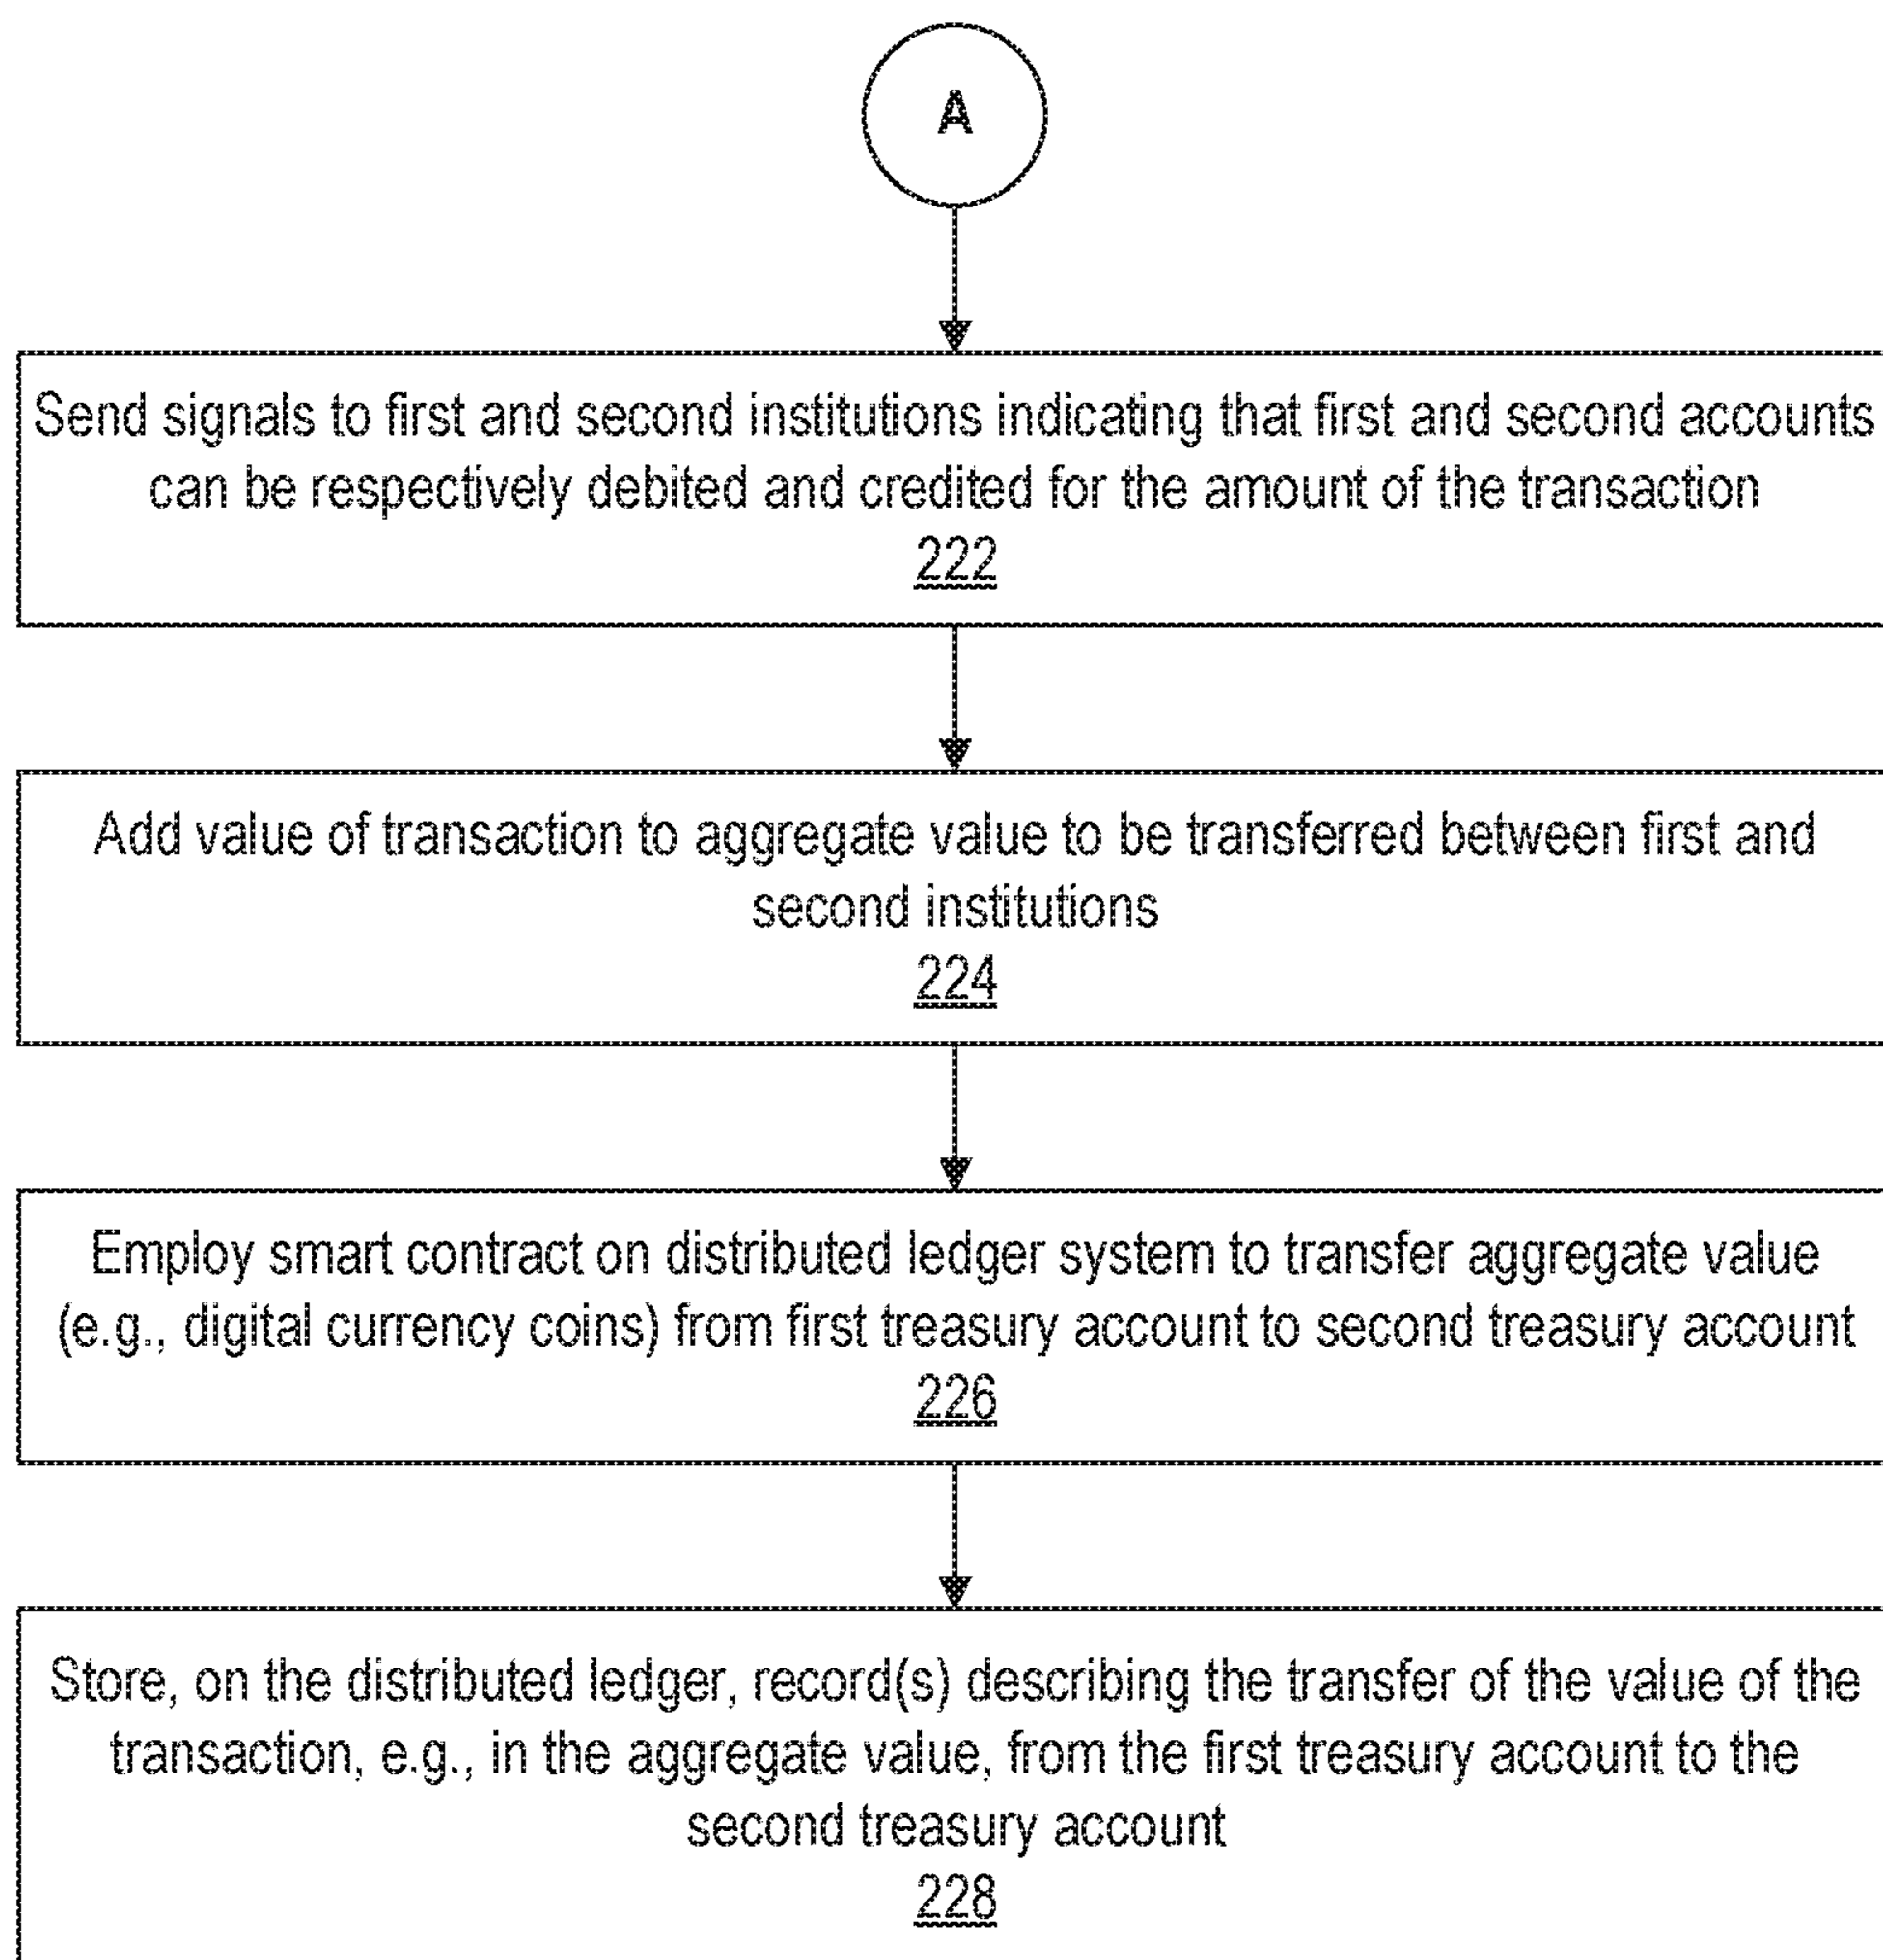 A
Send signals to first and second institutions indicating that first and second accounts
can be respectively debited and credited for the amount of the transaction
222
Add value of transaction to aggregate value to be transferred between first and
second institutions
224
Employ smart contract on distributed ledger system to transfer aggregate value
(e.g., digital currency coins) from first treasury account to second treasury account
226
Store, on the distributed ledger, record(s) describing the transfer of the value of the
transaction, e.g., in the aggregate value, from the first treasury account to the
second treasury account
228